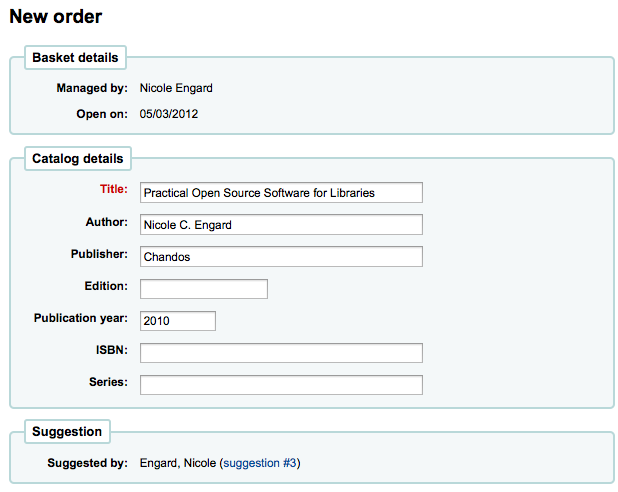 New order
Basket details
Managed by: Nicole Engard
Open on: 05/03/2012
Catalog details
Title: Practical Open Source Software for Libraries
Author: Nicole C. Engard
Publisher: Chandos
Edition:
Publication year: 2010
ISBN:
Series:
Suggestion
Suggested by: Engard, Nicole (suggestion #3)